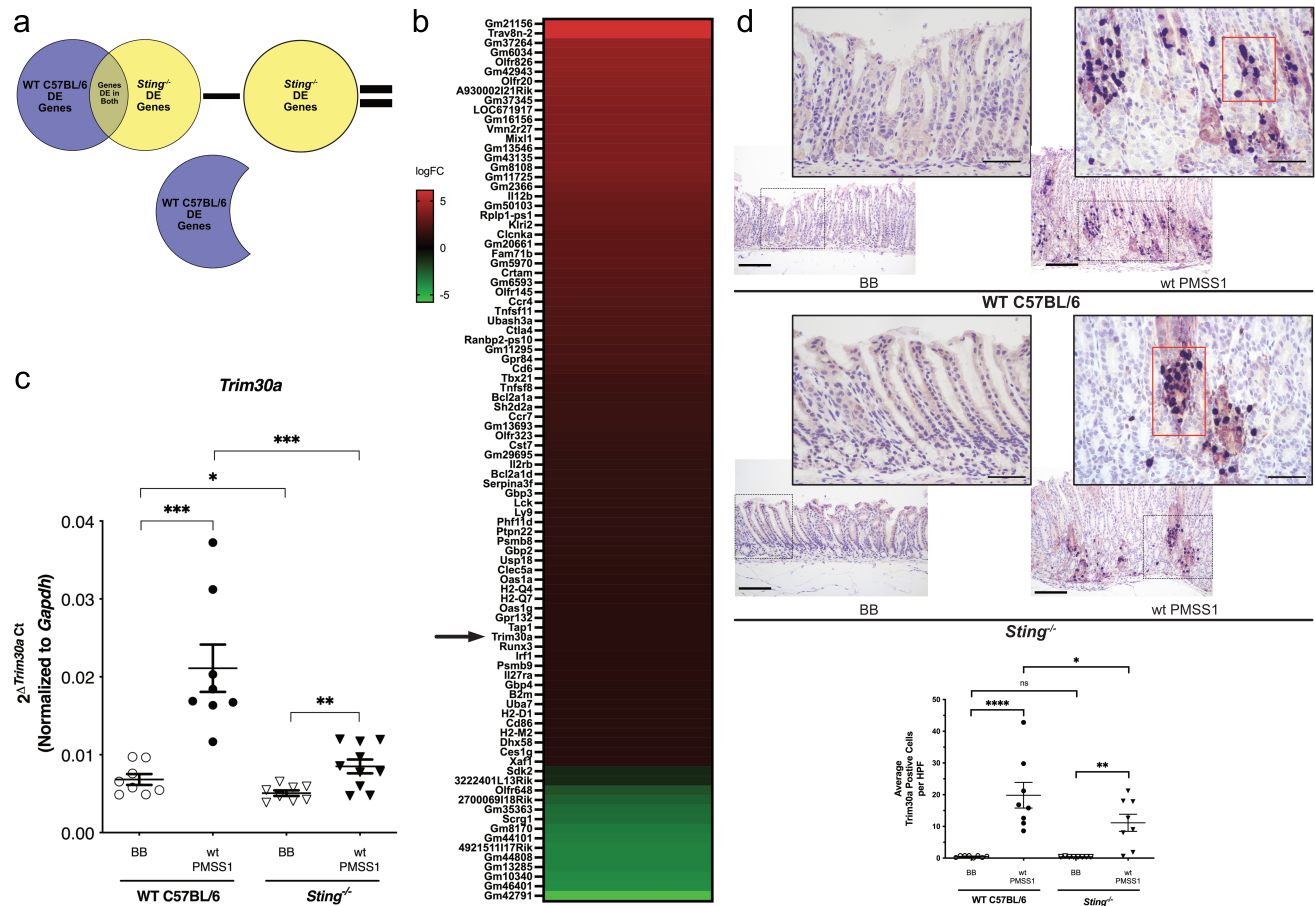 a
WT C57BL/6
DE
Genes
Genes
DE in
Both
Sting-/-
DE
Genes
Sting-/-
DE
Genes
WT C57BL/6
DE
Genes
b
logFC
5
0
-5
Gm21156
Trav8n-2
Gm37264
Gm6034
Olfr826
Gm42943
Olfr20
A930002I21Rik
Gm37345
LOC671917
Gm16156
Vmn2r27
Mixl1
Gm13546
Gm43135
Gm8108
Gm11725
Gm2366
Il12b
Gm50103
Rplp1-ps1
Klri2
Clcnka
Gm20661
Fam71b
Gm5970
Crtam
Gm6593
Olfr145
Ccr4
Tnfsf11
Ubash3a
Ctla4
Ranbp2-ps10
Gm11295
Gpr84
Cd6
Tbx21
Tnfsf8
Bcl2a1a
Sh2d2a
Ccr7
Gm13693
Olfr323
Cst7
Gm29695
Il2rb
Bcl2a1d
Serpina3f
Gbp3
Lck
Ly9
Phf11d
Ptpn22
Psmb8
Gbp2
Usp18
Clec5a
Oas1a
H2-Q4
H2-Q7
Oas1g
Gpr132
Tap1
Trim30a
Runx3
Irf1
Psmb9
Il27ra
Gbp4
B2m
Uba7
H2-D1
Cd86
H2-M2
Dhx58
Ces1g
Xaf1
Sdk2
3222401L13Rik
Olfr648
2700069I18Rik
Gm35363
Scrg1
Gm8170
Gm44101
4921511I17Rik
Gm44808
Gm13285
Gm10340
Gm46401
Gm42791
c
Trim30a
***
*
***
**
0.04
0.03
0.02
0.01
0.00
2ΔTrim30a Ct
(Normalized to Gapdh)
BB
wt
PMSS1
BB
wt
PMSS1
WT C57BL/6
Sting-/-
d
BB
wt PMSS1
WT C57BL/6
BB
wt PMSS1
Sting-/-
*
ns
****
**
50
40
30
20
10
0
Average
Trim30a Postive Cells
per HPF
BB
wt
PMSS1
BB
wt
PMSS1
WT C57BL/6
Sting-/-